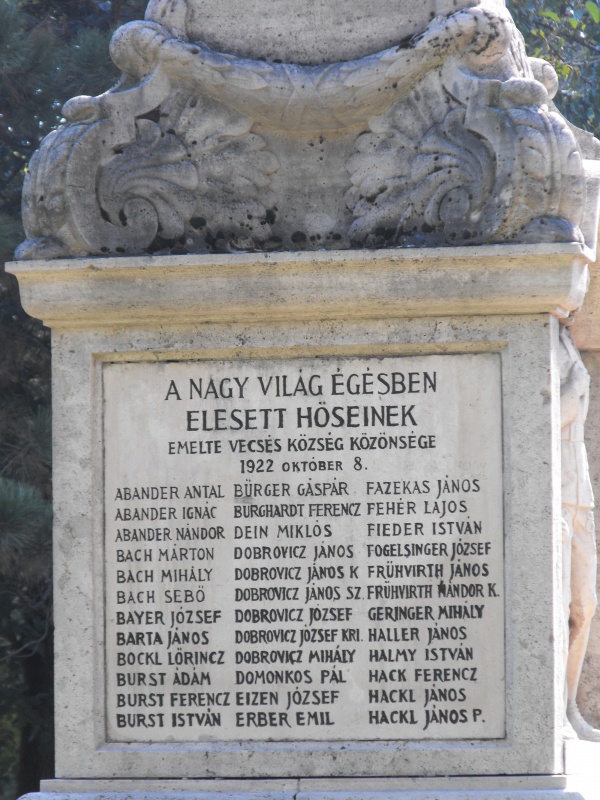 A NAGY VILÁG ÉGÉSBEN
ELESETT HŐSEINEK
EMELTE VECSÉS KÖZSÉG KÖZÖNSÉGE
1922 OKTÓBER 8.
ABANDER ANTAL BÜRGER GÁSPÁR FAZEKAS JÁNOS
ABANDER IGNÁC BURGHARDT FERENCZ FEHÉR LAJOS
ABANDER NÁNDOR DEIN MIKLÓS FIEDER ISTVÁN
BACH MÁRTON DOBROVICZ JÁNOS FOGELSINGER JÓZSEF
BACH MIHÁLY DOBROVICZ JÁNOS K FRÜHVIRTH JÁNOS
BACH SEBŐ DOBROVICZ JÁNOS SZ. FRÜHVIRTH NÁNDOR K.
BAYER JÓZSEF DOBROVICZ JÓZSEF GERINGER MIHÁLY
BARTA JÁNOS DOBROVICZ JÓZSEF KRI. HALLER JÁNOS
BOCKL LŐRINCZ DOBROVICZ MIHÁLY HALMY ISTVÁN
BURST ÁDÁM DOMONKOS PÁL HACK FERENCZ
BURST FERENCZ EIZEN JÓZSEF HACKL JÁNOS
BURST ISTVÁN ERBER EMIL HACKL JÁNOS P.